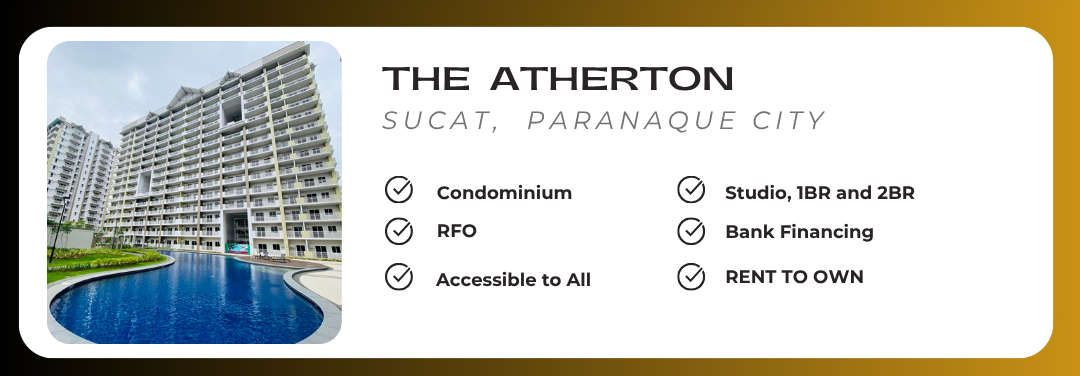 THE ATHERTON
SUCAT, PARANAQUE CITY
Condominium
RFO
Accessible to All
Studio, 1BR and 2BR
Bank Financing
RENT TO OWN